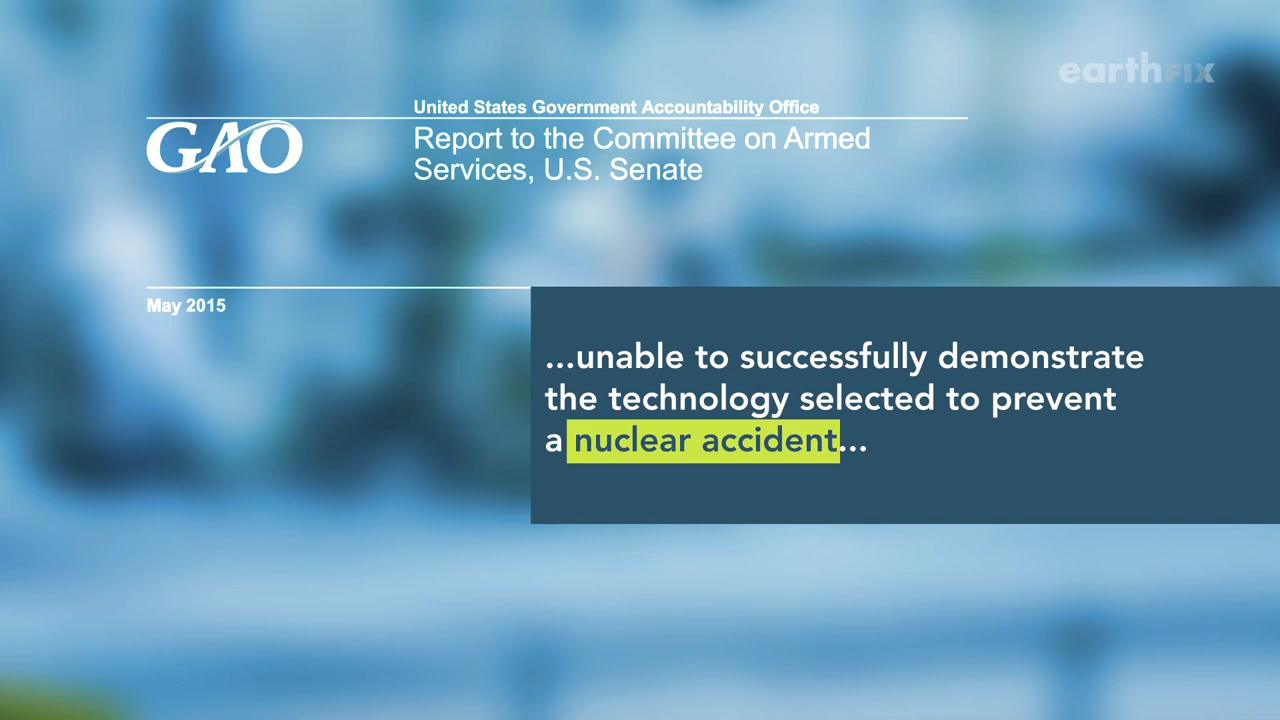 earthFIX
United States Government Accountability Office
GAO
Report to the Committee on Armed
Services, U.S. Senate
May 2015
...unable to successfully demonstrate
the technology selected to prevent
a nuclear accident...